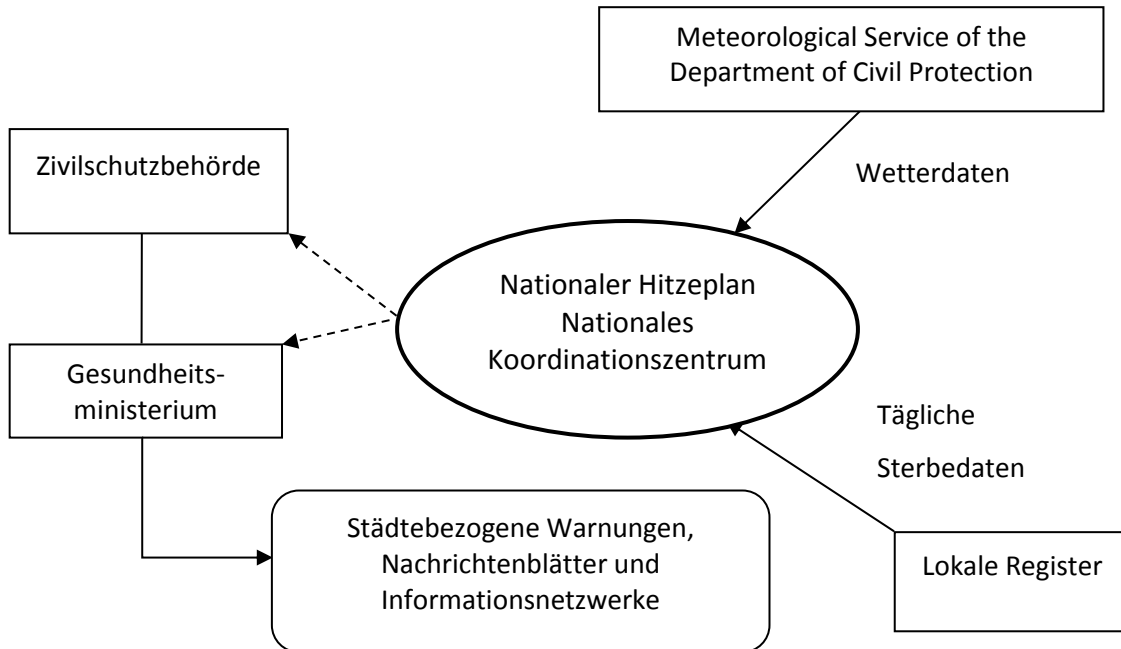 Meteorological Service of the
Department of Civil Protection
Zivilschutzbehörde
Wetterdaten
Nationaler Hitzeplan
Nationales
Koordinationszentrum
Gesundheits-
ministerium
Tägliche
Sterbedaten
Städtebezogene Warnungen,
Nachrichtenblätter und
Informationsnetzwerke
Lokale Register